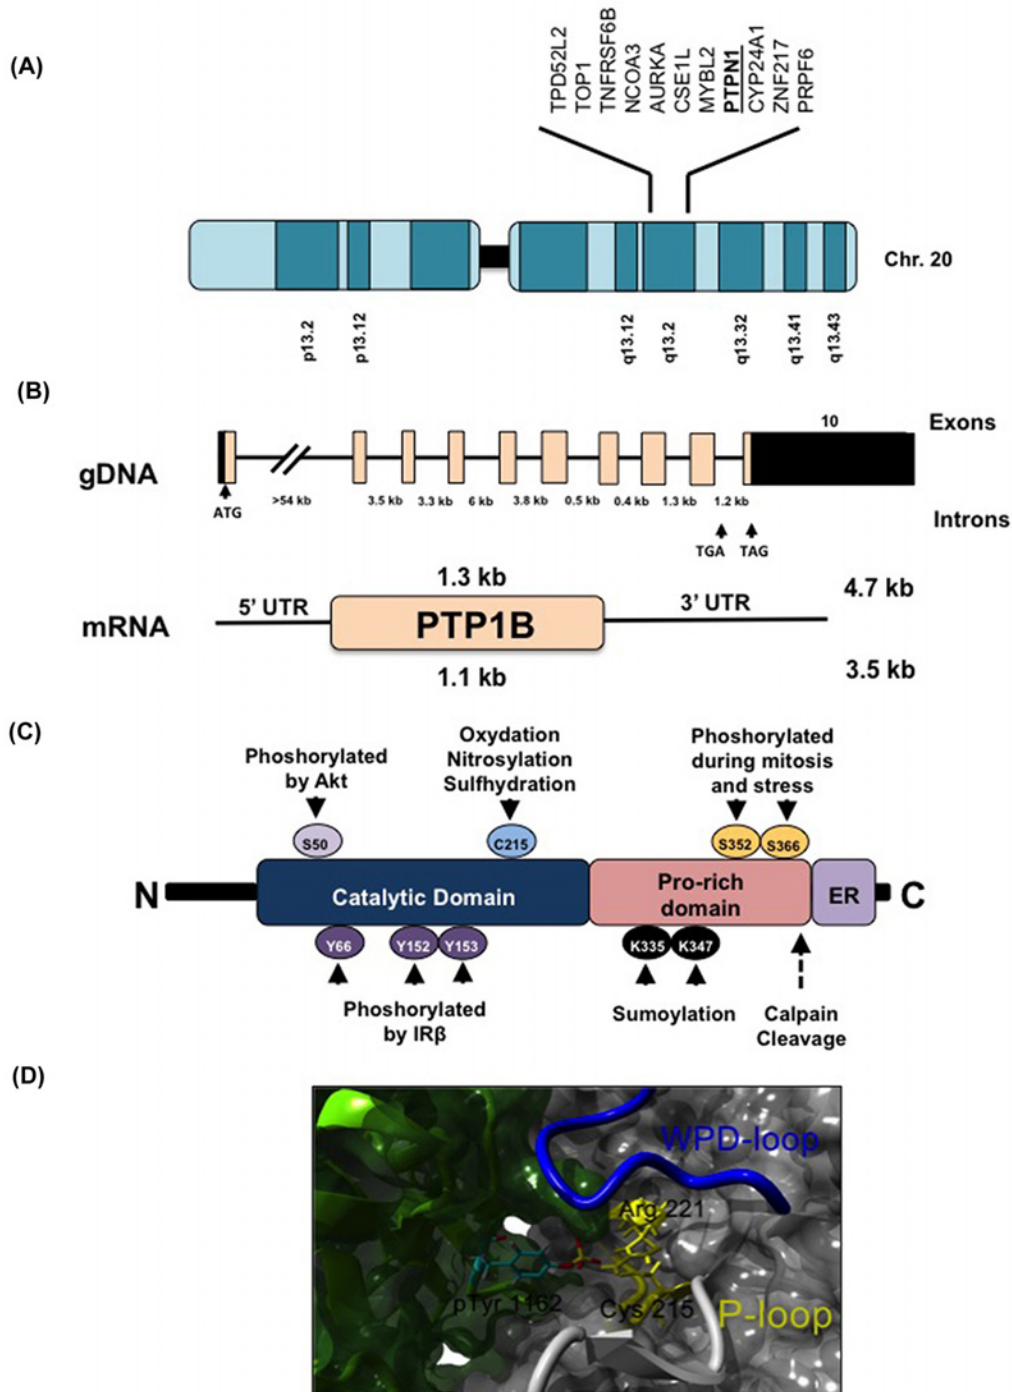 (A)
TPD52L2
TOP1
TNFRSF6B
NCOA3
AURKA
CSE1L
MYBL2
PTPN1
CYP24A1
ZNF217
PRPF6
Chr. 20
p13.2
p13.12
q13.12
q13.2
q13.32
q13.41
q13.43
(B)
10
Exons
gDNA
>54 kb
3.5 kb
3.3 kb
6 kb
3.8 kb
0.5 kb
0.4 kb
1.3 kb
1.2 kb
ATG
Introns
TGA
TAG
1.3 kb
4.7 kb
5’ UTR
3’ UTR
mRNA
PTP1B
1.1 kb
3.5 kb
(C)
Phoshorylated
by Akt
Oxydation
Nitrosylation
Sulfhydration
Phoshorylated
during mitosis
and stress
S50
C215
S352
S366
N
Catalytic Domain
Pro-rich
domain
ER
C
Y66
Y152
Y153
K335
K347
Phoshorylated
by IRβ
Sumoylation
Calpain
Cleavage
(D)
WPD-loop
Arg 221
pTyr 1162
Cys 215
P-loop